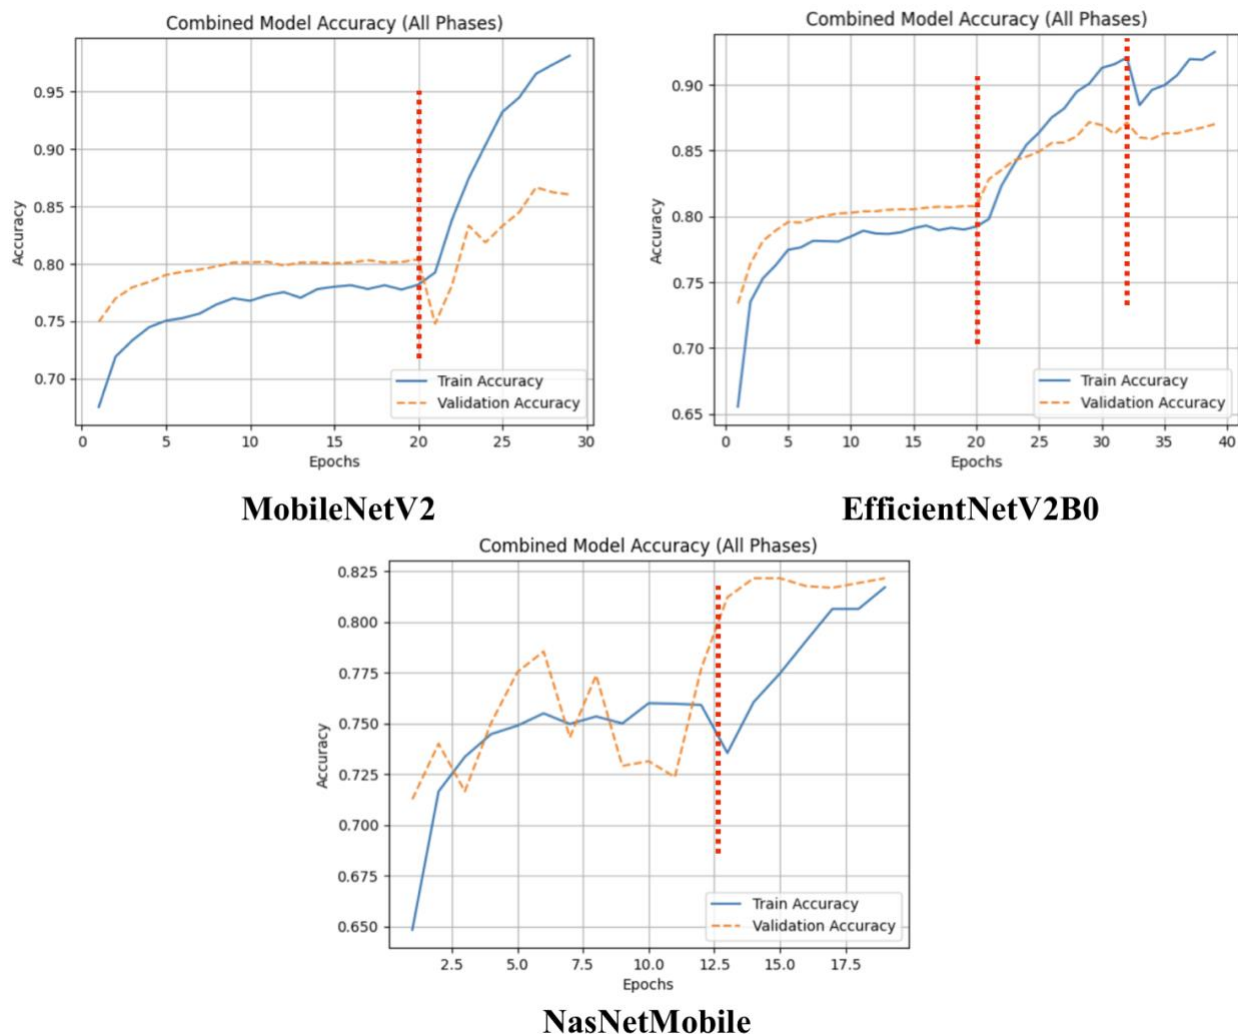 Combined Model Accuracy (All Phases)
Accuracy
0.95
0.90
0.85
0.80
0.75
0.70
Train Accuracy
Validation Accuracy
0 5 10 15 20 25 30
Epochs
MobileNetV2
Combined Model Accuracy (All Phases)
Accuracy
0.90
0.85
0.80
0.75
0.70
0.65
Train Accuracy
Validation Accuracy
0 5 10 15 20 25 30 35 40
Epochs
EfficientNetV2B0
Combined Model Accuracy (All Phases)
Accuracy
0.825
0.800
0.775
0.750
0.725
0.700
0.675
0.650
Train Accuracy
Validation Accuracy
2.5 5.0 7.5 10.0 12.5 15.0 17.5
Epochs
NasNetMobile